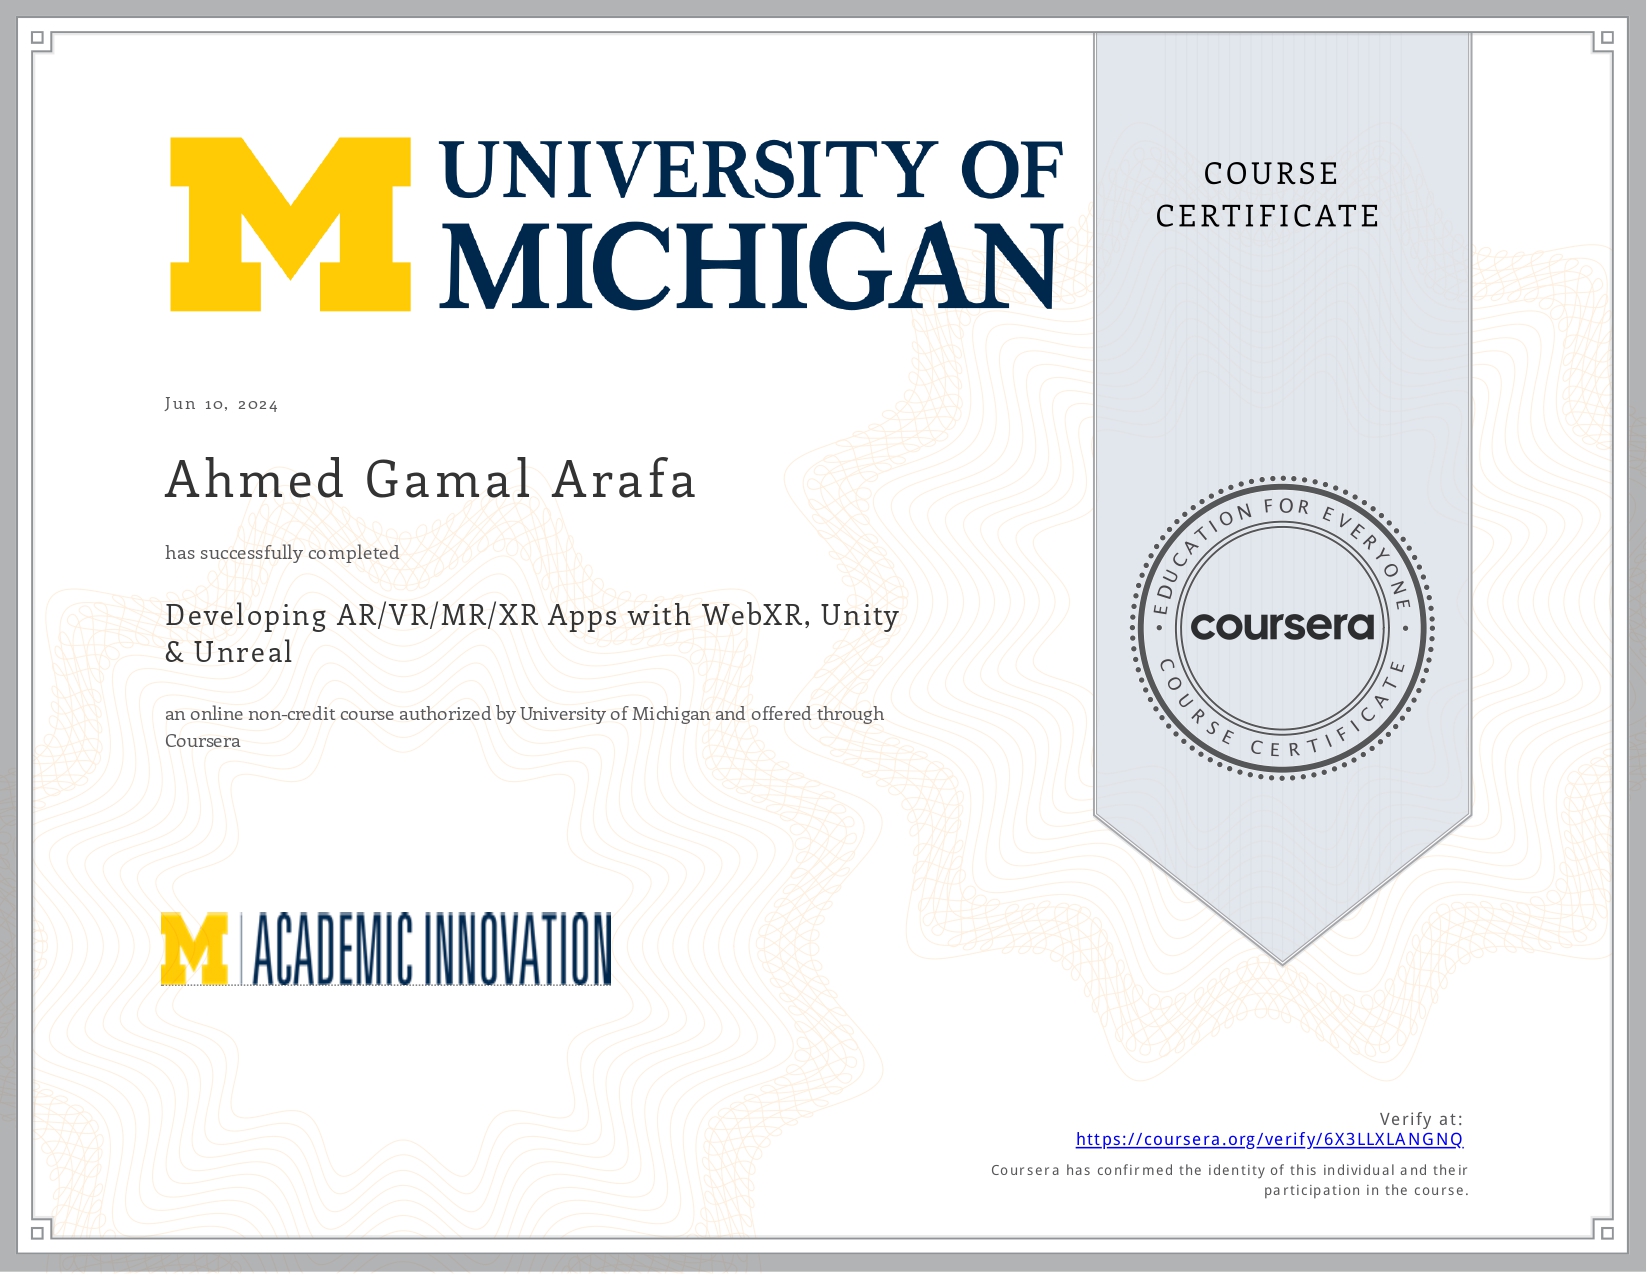 UNIVERSITY OF
MICHIGAN
COURSE
CERTIFICATE
Jun 10, 2024
Ahmed Gamal Arafa
has successfully completed
Developing AR/VR/MR/XR Apps with WebXR, Unity
& Unreal
an online non-credit course authorized by University of Michigan and offered through
Coursera
EDUCATION FOR EVERYONE
coursera
COURSE CERTIFICATE
M | ACADEMIC INNOVATION
Verify at:
https://coursera.org/verify/6X3LLXLANGNQ
Coursera has confirmed the identity of this individual and their
participation in the course.